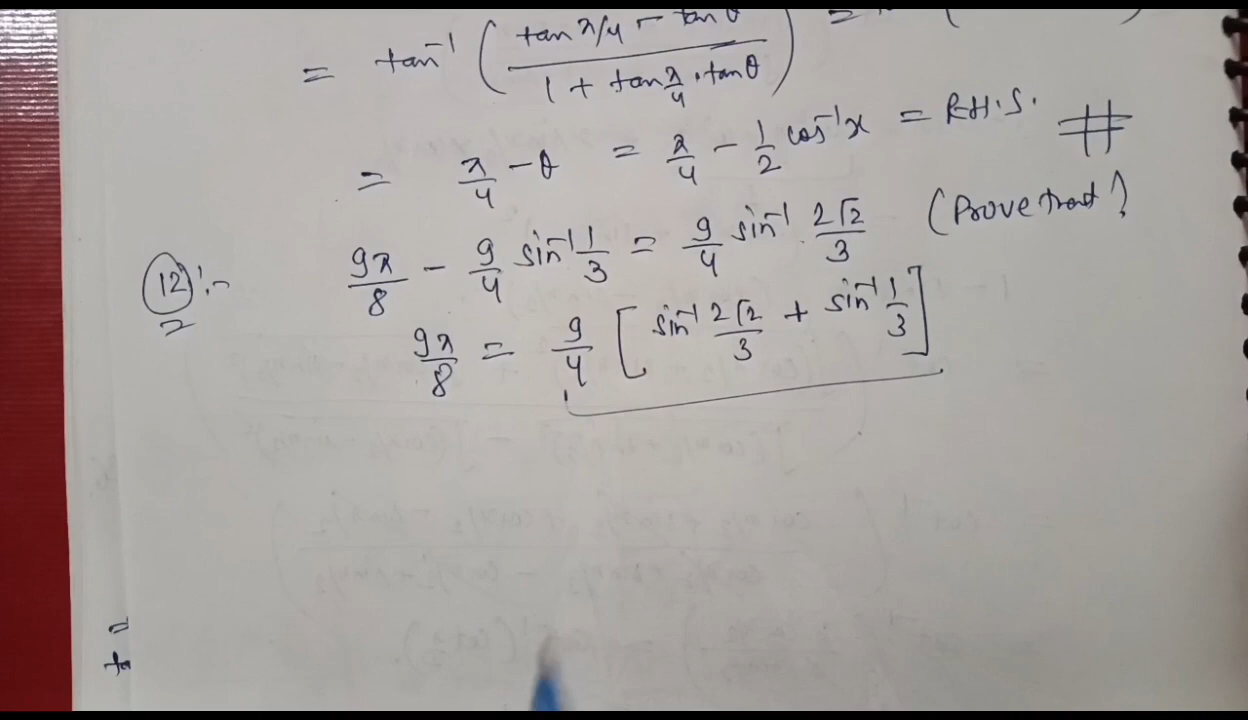 = tan⁻¹ ( (tan π/4 - tan θ) / (1 + tan π/4 · tan θ) ) =
= π/4 - θ = π/4 - 1/2 cos⁻¹x = R.H.S. #
(12):- 9π/8 - 9/4 sin⁻¹ 1/3 = 9/4 sin⁻¹ 2√2/3 (Prove that)
9π/8 = 9/4 [ sin⁻¹ 2√2/3 + sin⁻¹ 1/3 ]